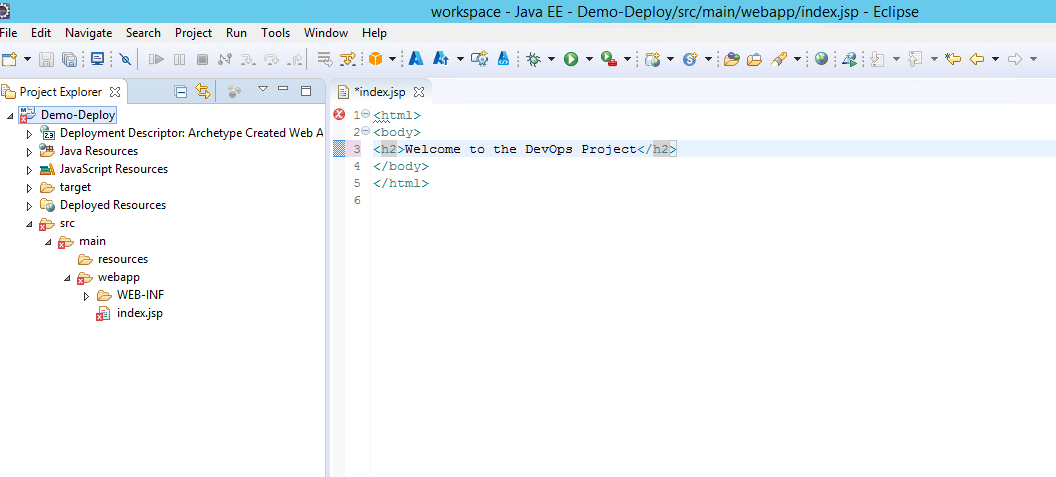 workspace - Java EE - Demo-Deploy/src/main/webapp/index.jsp - Eclipse
File Edit Navigate Search Project Run Tools Window Help
Project Explorer
Demo-Deploy
2.3 Deployment Descriptor: Archetype Created Web A
Java Resources
JavaScript Resources
target
Deployed Resources
src
main
resources
webapp
WEB-INF
index.jsp
*index.jsp
1 <html>
2 <body>
3 <h2>Welcome to the DevOps Project</h2>
4 </body>
5 </html>
6